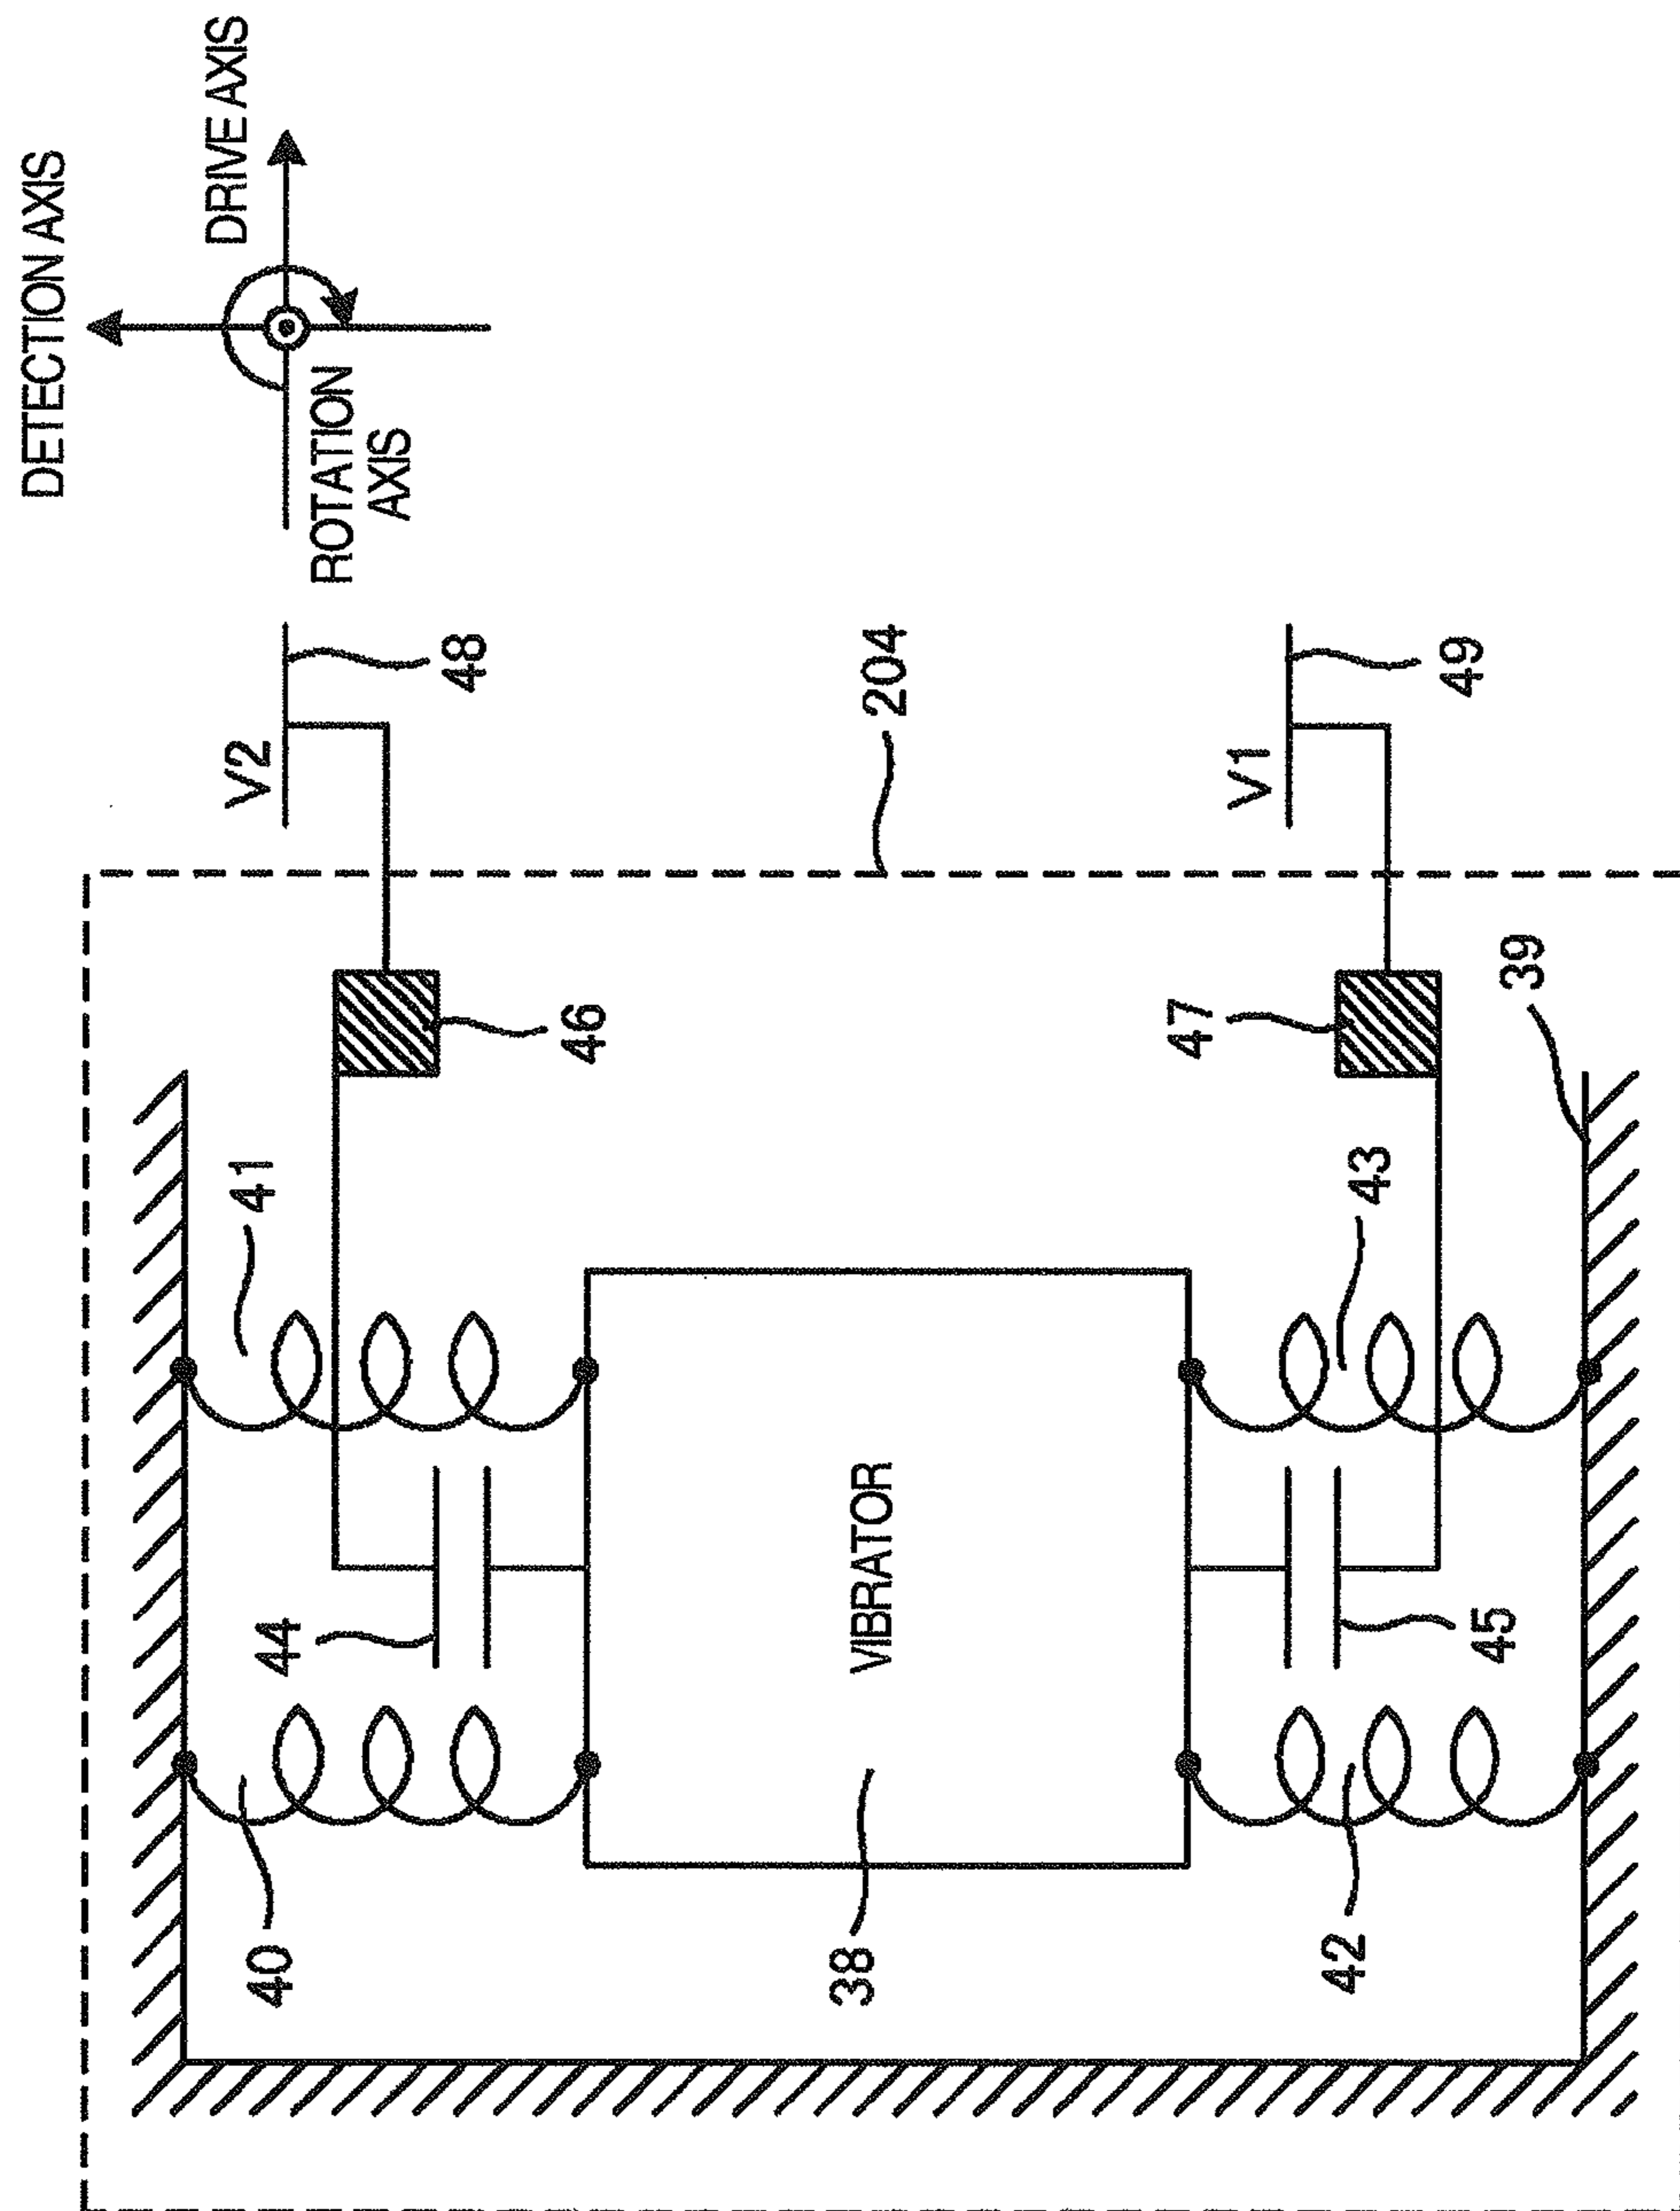 DETECTION AXIS
DRIVE AXIS
ROTATION
AXIS
V2
48
204
V1
49
46
47
39
41
43
44
VIBRATOR
45
40
38
42